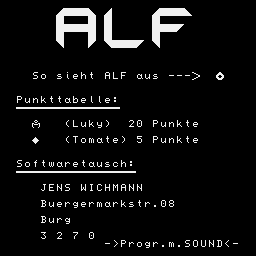 ALF
So sieht ALF aus --->
Punkttabelle:
(Luky) 20 Punkte
(Tomate) 5 Punkte
Softwaretausch:
JENS WICHMANN
Buergermarkstr.08
Burg
3 2 7 0
->Progr.m.SOUND<-